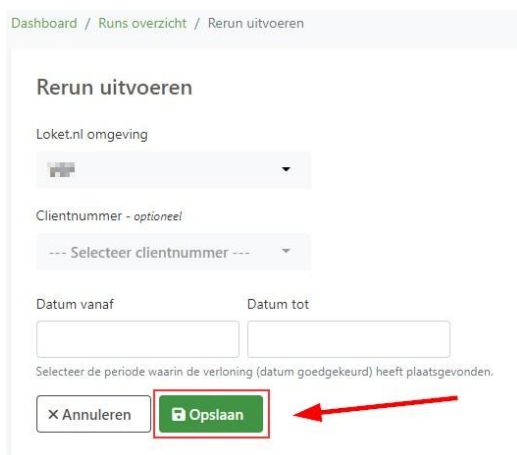 Dashboard / Runs overzicht / Rerun uitvoeren
Rerun uitvoeren
Loket.nl omgeving
Clientnummer - optioneel
--- Selecteer clientnummer ---
Datum vanaf Datum tot
Selecteer de periode waarin de verloning (datum goedgekeurd) heeft plaatsgevonden.
× Annuleren Opslaan